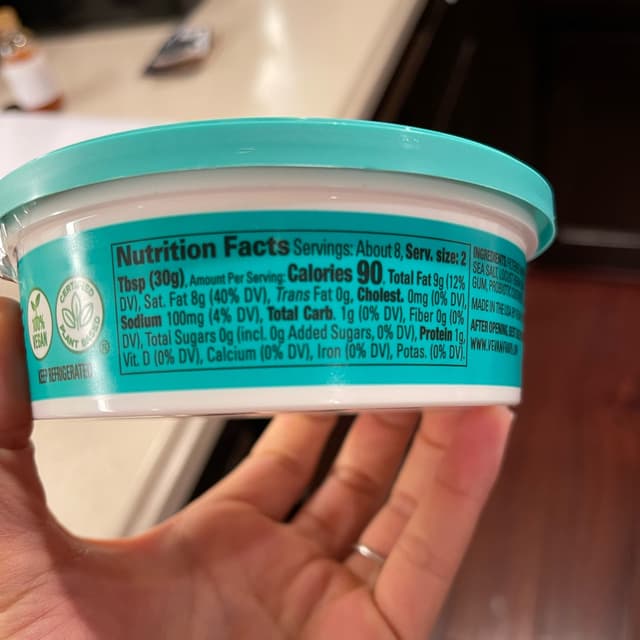 Nutrition Facts Servings: About 8, Serv. size: 2
Tbsp (30g), Amount Per Serving: Calories 90, Total Fat 9g (12%
DV), Sat. Fat 8g (40% DV), Trans Fat 0g, Cholest. 0mg (0% DV),
Sodium 100mg (4% DV), Total Carb. 1g (0% DV), Fiber 0g (0%
DV), Total Sugars 0g (incl. 0g Added Sugars, 0% DV), Protein 1g,
Vit. D (0% DV), Calcium (0% DV), Iron (0% DV), Potas. (0% DV).
100%
VEGAN
CERTIFIED
PLANT BASED
KEEP REFRIGERATED
INGREDIENTS:
SEA SALT, LOCUST
GUM,
MADE IN THE USA
AFTER OPENING, BEST